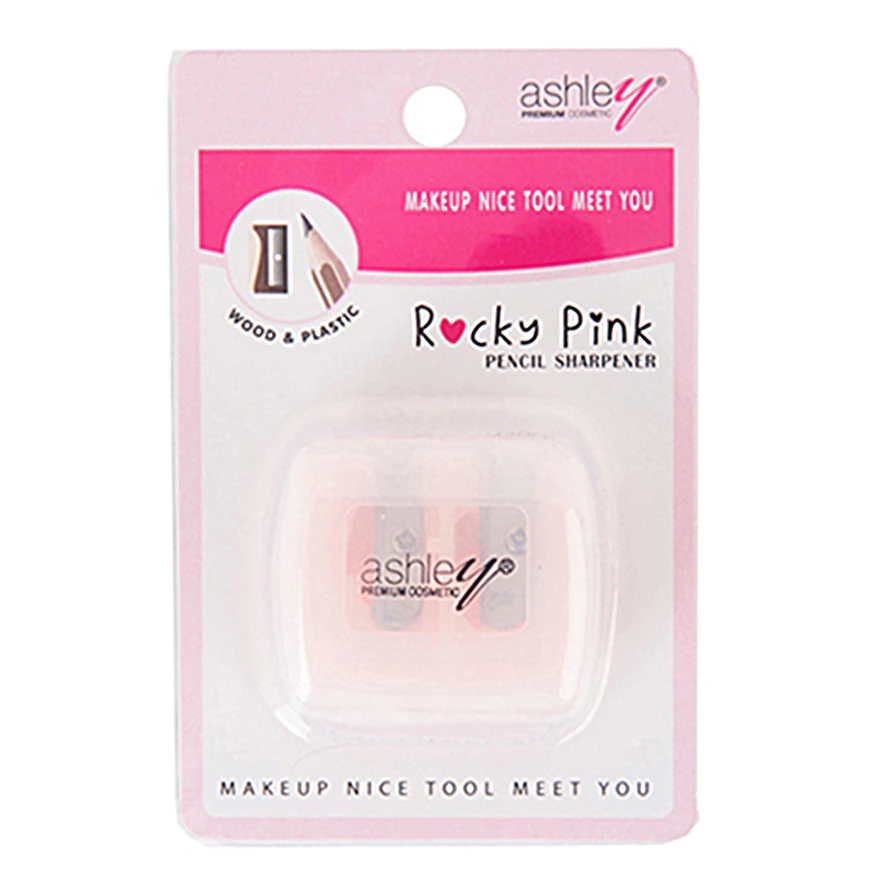 ashley®
PREMIUM COSMETIC
MAKEUP NICE TOOL MEET YOU
WOOD & PLASTIC
Rocky Pink
PENCIL SHARPENER
ashley®
PREMIUM COSMETIC
MAKEUP NICE TOOL MEET YOU